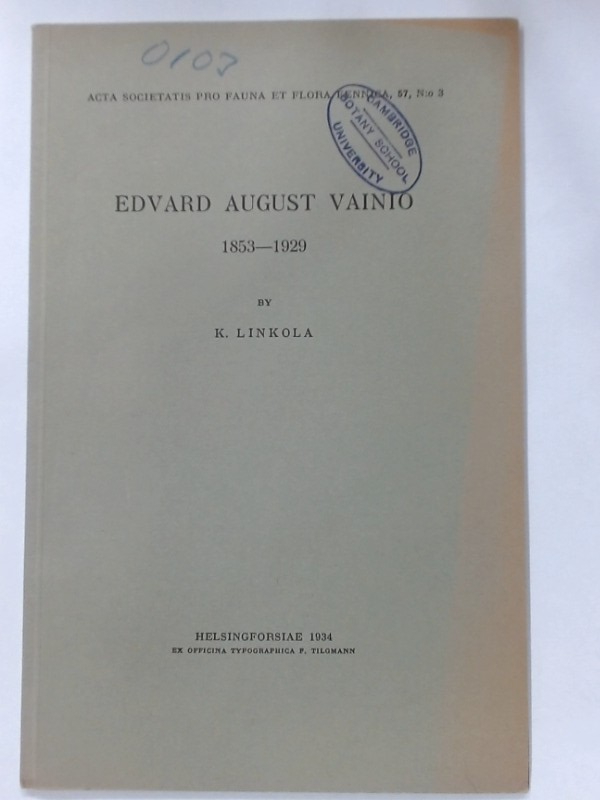 0103
ACTA SOCIETATIS PRO FAUNA ET FLORA FENNICA, 57, N:o 3
CAMBRIDGE
BOTANY SCHOOL
UNIVERSITY
EDVARD AUGUST VAINIO
1853—1929
BY
K. LINKOLA
HELSINGFORSIAE 1934
EX OFFICINA TYPOGRAPHICA F. TILGMANN